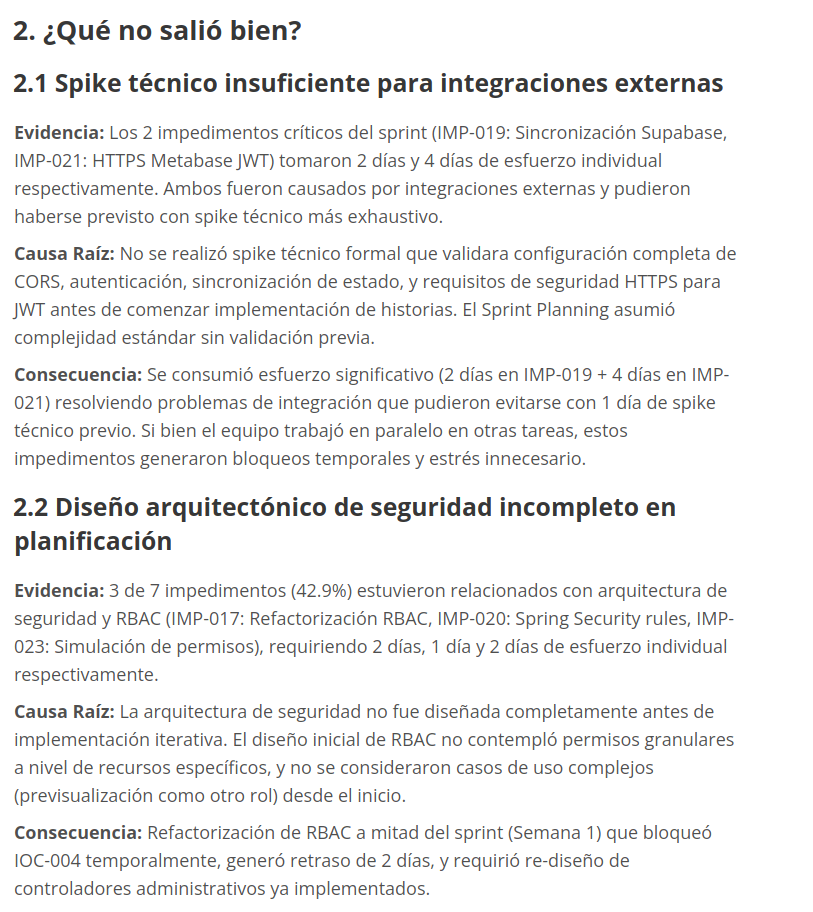 2. ¿Qué no salió bien?
2.1 Spike técnico insuficiente para integraciones externas
Evidencia: Los 2 impedimentos críticos del sprint (IMP-019: Sincronización Supabase,
IMP-021: HTTPS Metabase JWT) tomaron 2 días y 4 días de esfuerzo individual
respectivamente. Ambos fueron causados por integraciones externas y pudieron
haberse previsto con spike técnico más exhaustivo.
Causa Raíz: No se realizó spike técnico formal que validara configuración completa de
CORS, autenticación, sincronización de estado, y requisitos de seguridad HTTPS para
JWT antes de comenzar implementación de historias. El Sprint Planning asumió
complejidad estándar sin validación previa.
Consecuencia: Se consumió esfuerzo significativo (2 días en IMP-019 + 4 días en IMP-
021) resolviendo problemas de integración que pudieron evitarse con 1 día de spike
técnico previo. Si bien el equipo trabajó en paralelo en otras tareas, estos
impedimentos generaron bloqueos temporales y estrés innecesario.
2.2 Diseño arquitectónico de seguridad incompleto en
planificación
Evidencia: 3 de 7 impedimentos (42.9%) estuvieron relacionados con arquitectura de
seguridad y RBAC (IMP-017: Refactorización RBAC, IMP-020: Spring Security rules, IMP-
023: Simulación de permisos), requiriendo 2 días, 1 día y 2 días de esfuerzo individual
respectivamente.
Causa Raíz: La arquitectura de seguridad no fue diseñada completamente antes de
implementación iterativa. El diseño inicial de RBAC no contempló permisos granulares
a nivel de recursos específicos, y no se consideraron casos de uso complejos
(previsualización como otro rol) desde el inicio.
Consecuencia: Refactorización de RBAC a mitad del sprint (Semana 1) que bloqueó
IOC-004 temporalmente, generó retraso de 2 días, y requirió re-diseño de
controladores administrativos ya implementados.